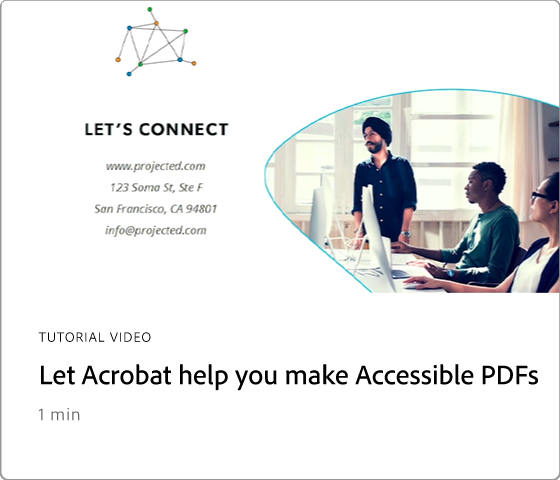 LET'S CONNECT
www.projected.com
123 Soma St, Ste F
San Francisco, CA 94801
info@projected.com
TUTORIAL VIDEO
Let Acrobat help you make Accessible PDFs
1 min